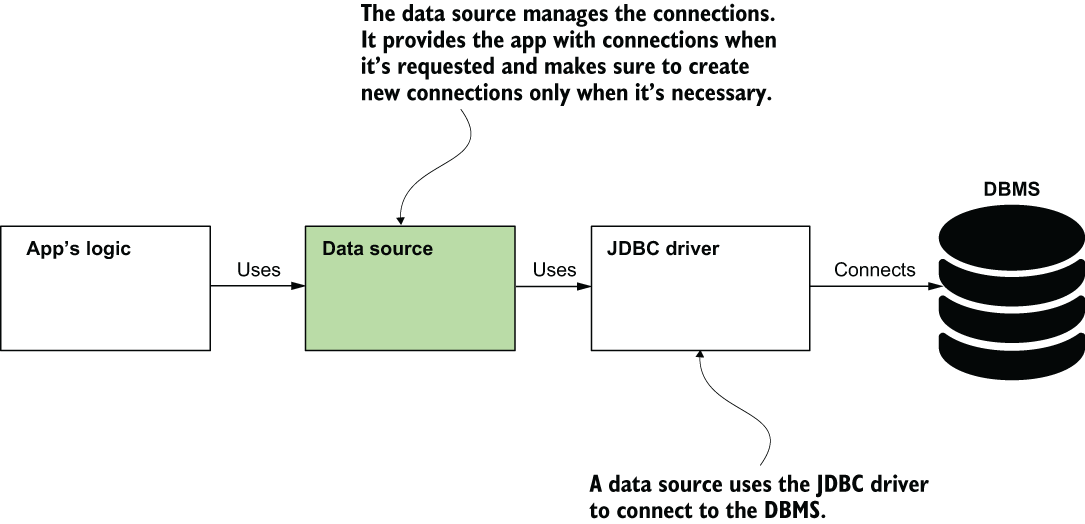 The data source manages the connections.
It provides the app with connections when
it's requested and makes sure to create
new connections only when it's necessary.
DBMS
App's logic
Uses
Data source
Uses
JDBC driver
Connects
A data source uses the JDBC driver
to connect to the DBMS.